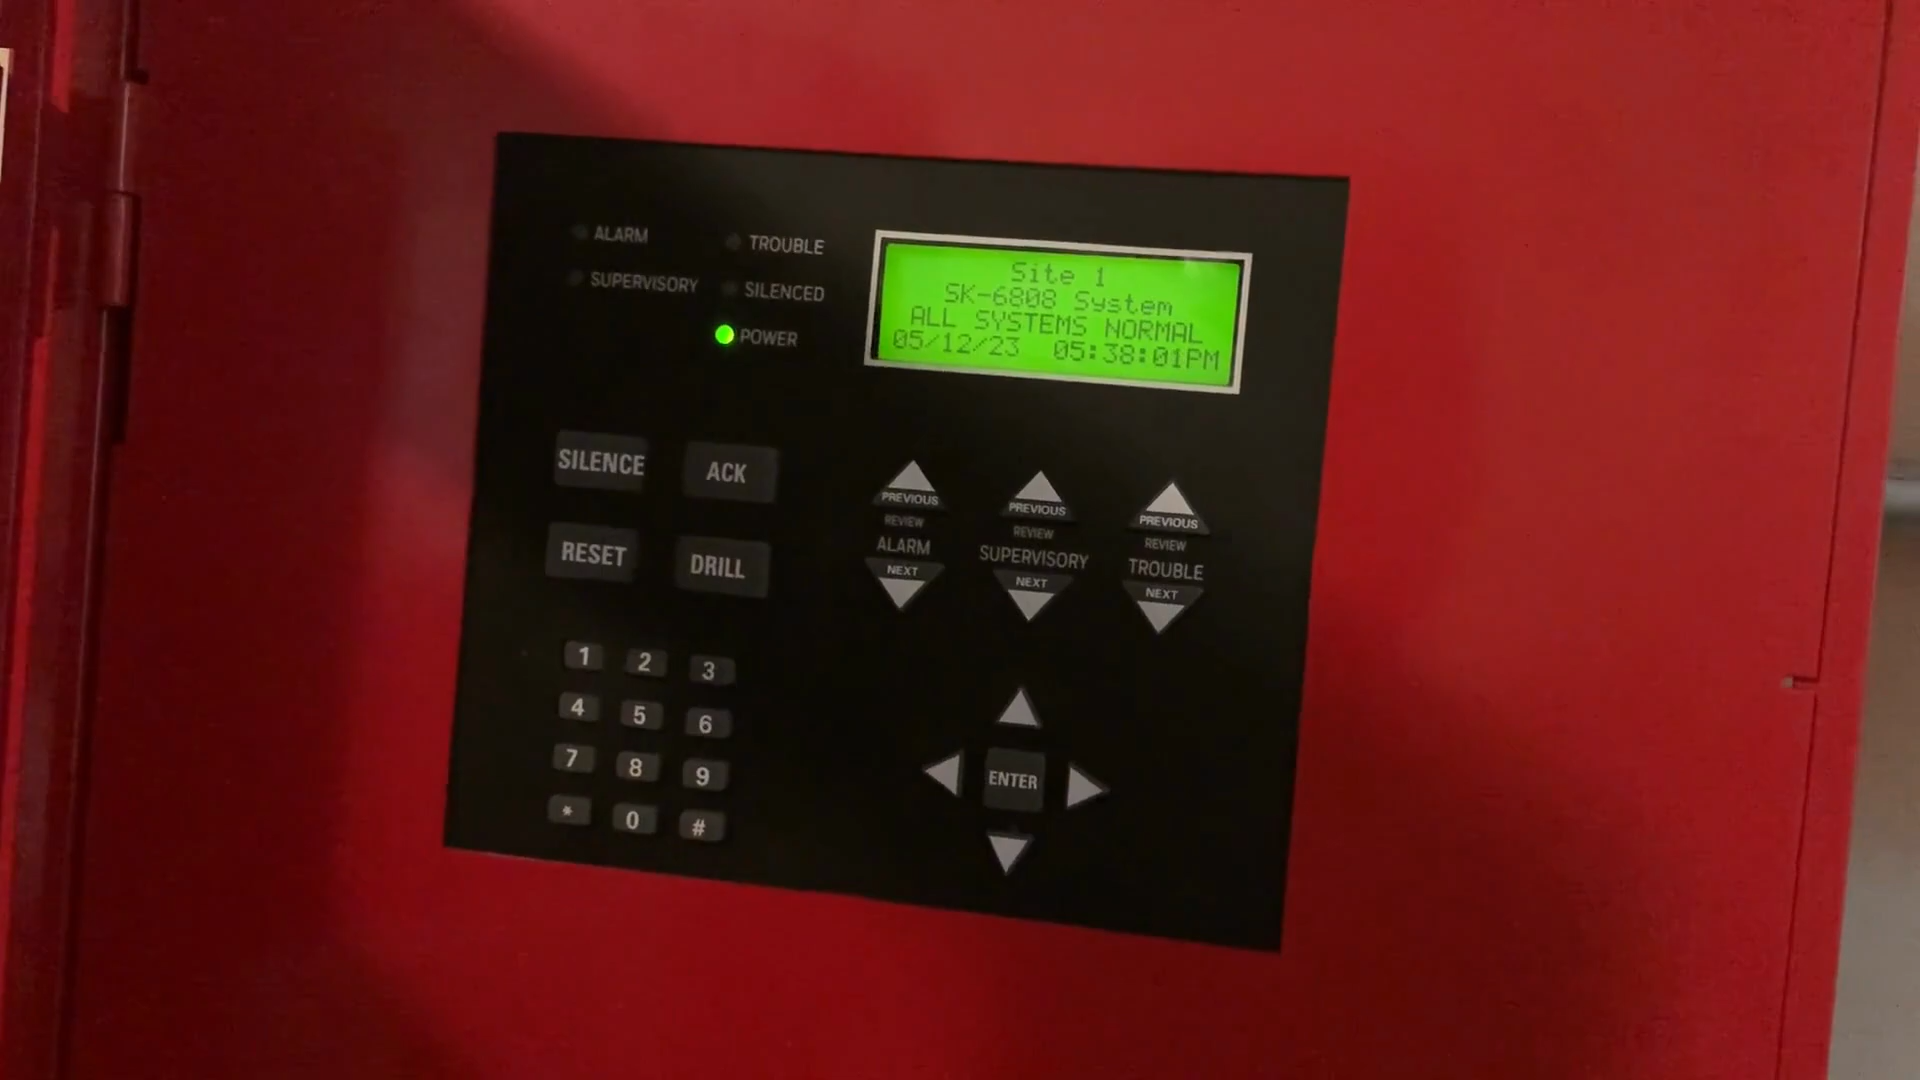 ALARM
TROUBLE
SUPERVISORY
SILENCED
POWER
Site 1
SK-6808 System
ALL SYSTEMS NORMAL
05/12/23 05:38:01PM
SILENCE
ACK
RESET
DRILL
PREVIOUS
REVIEW
ALARM
NEXT
PREVIOUS
REVIEW
SUPERVISORY
NEXT
PREVIOUS
REVIEW
TROUBLE
NEXT
1 2 3
4 5 6
7 8 9
* 0 #
ENTER